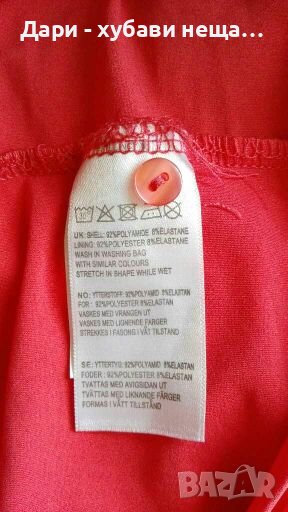 Дари - хубави неща...
UK: SHELL: 92%POLYAMIDE 8%ELASTANE
LINING: 92%POLYESTER 8%ELASTANE
WASH IN WASHING BAG
WITH SIMILAR COLOURS
STRETCH IN SHAPE WHILE WET
NO: YTTERSTOFF: 92%POLYAMID 8%ELASTAN
FOR : 92%POLYESTER 8%ELASTAN
VASKES MED VRANGEN UT
VASKES MED LIGNENDE FARGER
STREKKES I FASONG I VÅT TILSTAND
SE: YTTERTYG: 92%POLYAMID 8%ELASTAN
FODER : 92%POLYESTER 8%ELASTAN
TVÄTTAS MED AVIGSIDAN UT
TVÄTTAS MED LIKNANDE FÄRGER
FORMAS I VÅTT TILLSTÅND
BAZAR